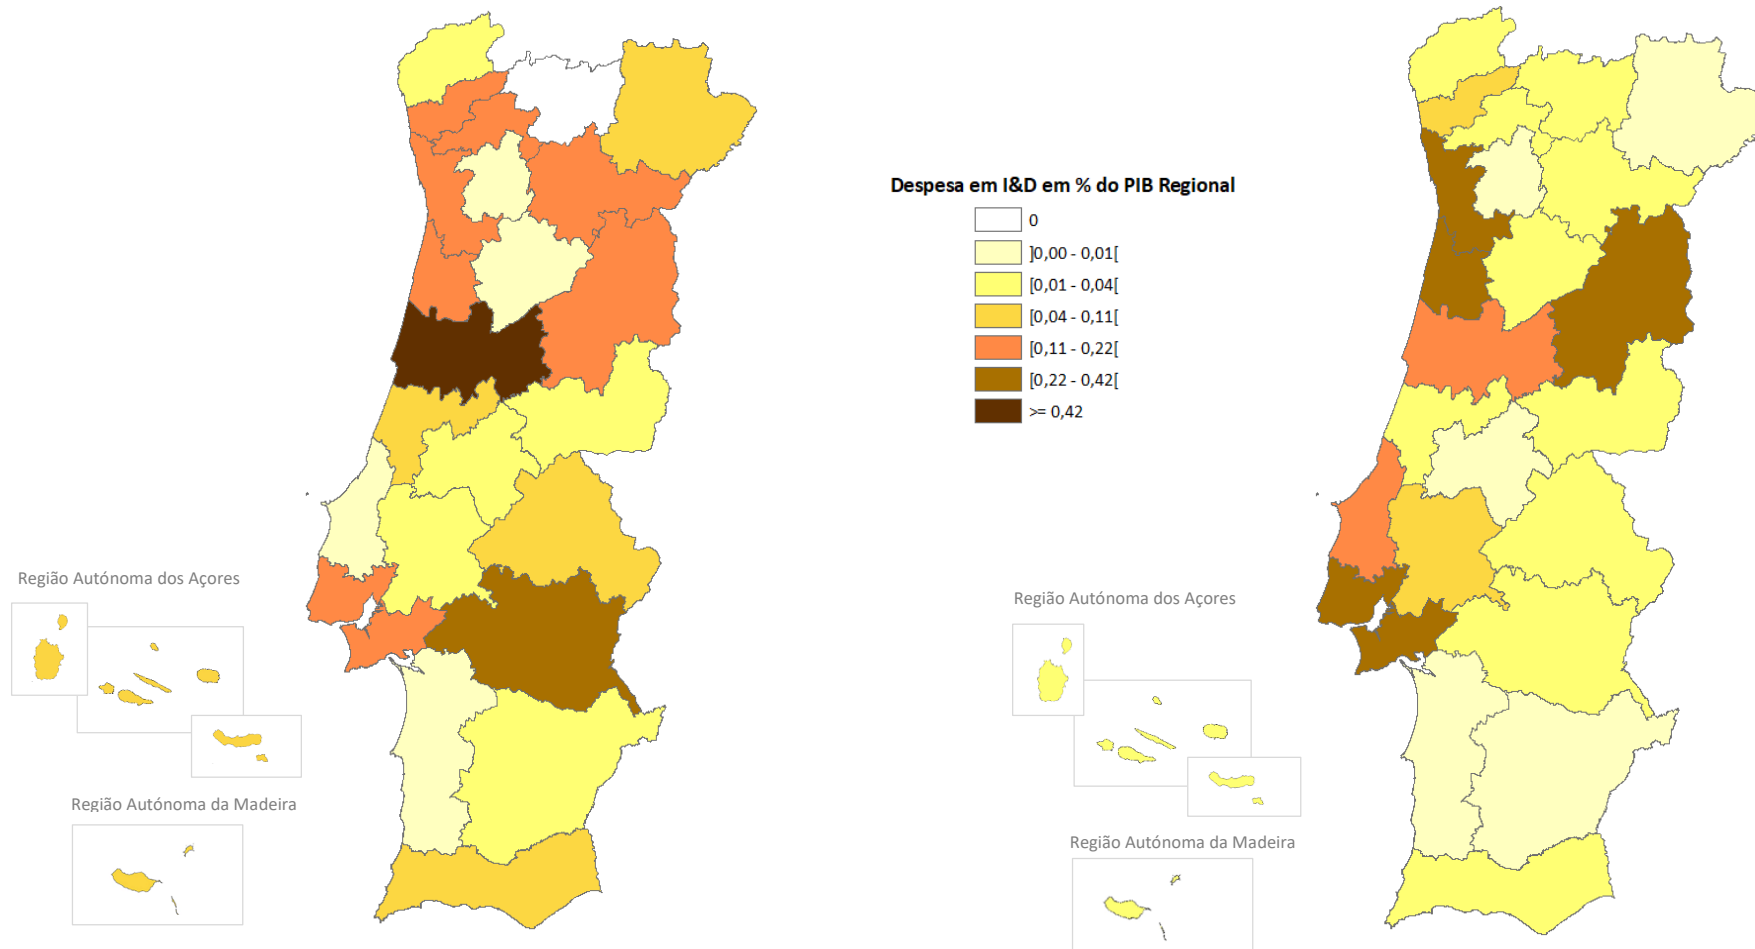 Despesa em I&D em % do PIB Regional
0
]0,00 - 0,01[
[0,01 - 0,04[
[0,04 - 0,11[
[0,11 - 0,22[
[0,22 - 0,42[
>= 0,42
Região Autónoma dos Açores
Região Autónoma da Madeira
Região Autónoma dos Açores
Região Autónoma da Madeira